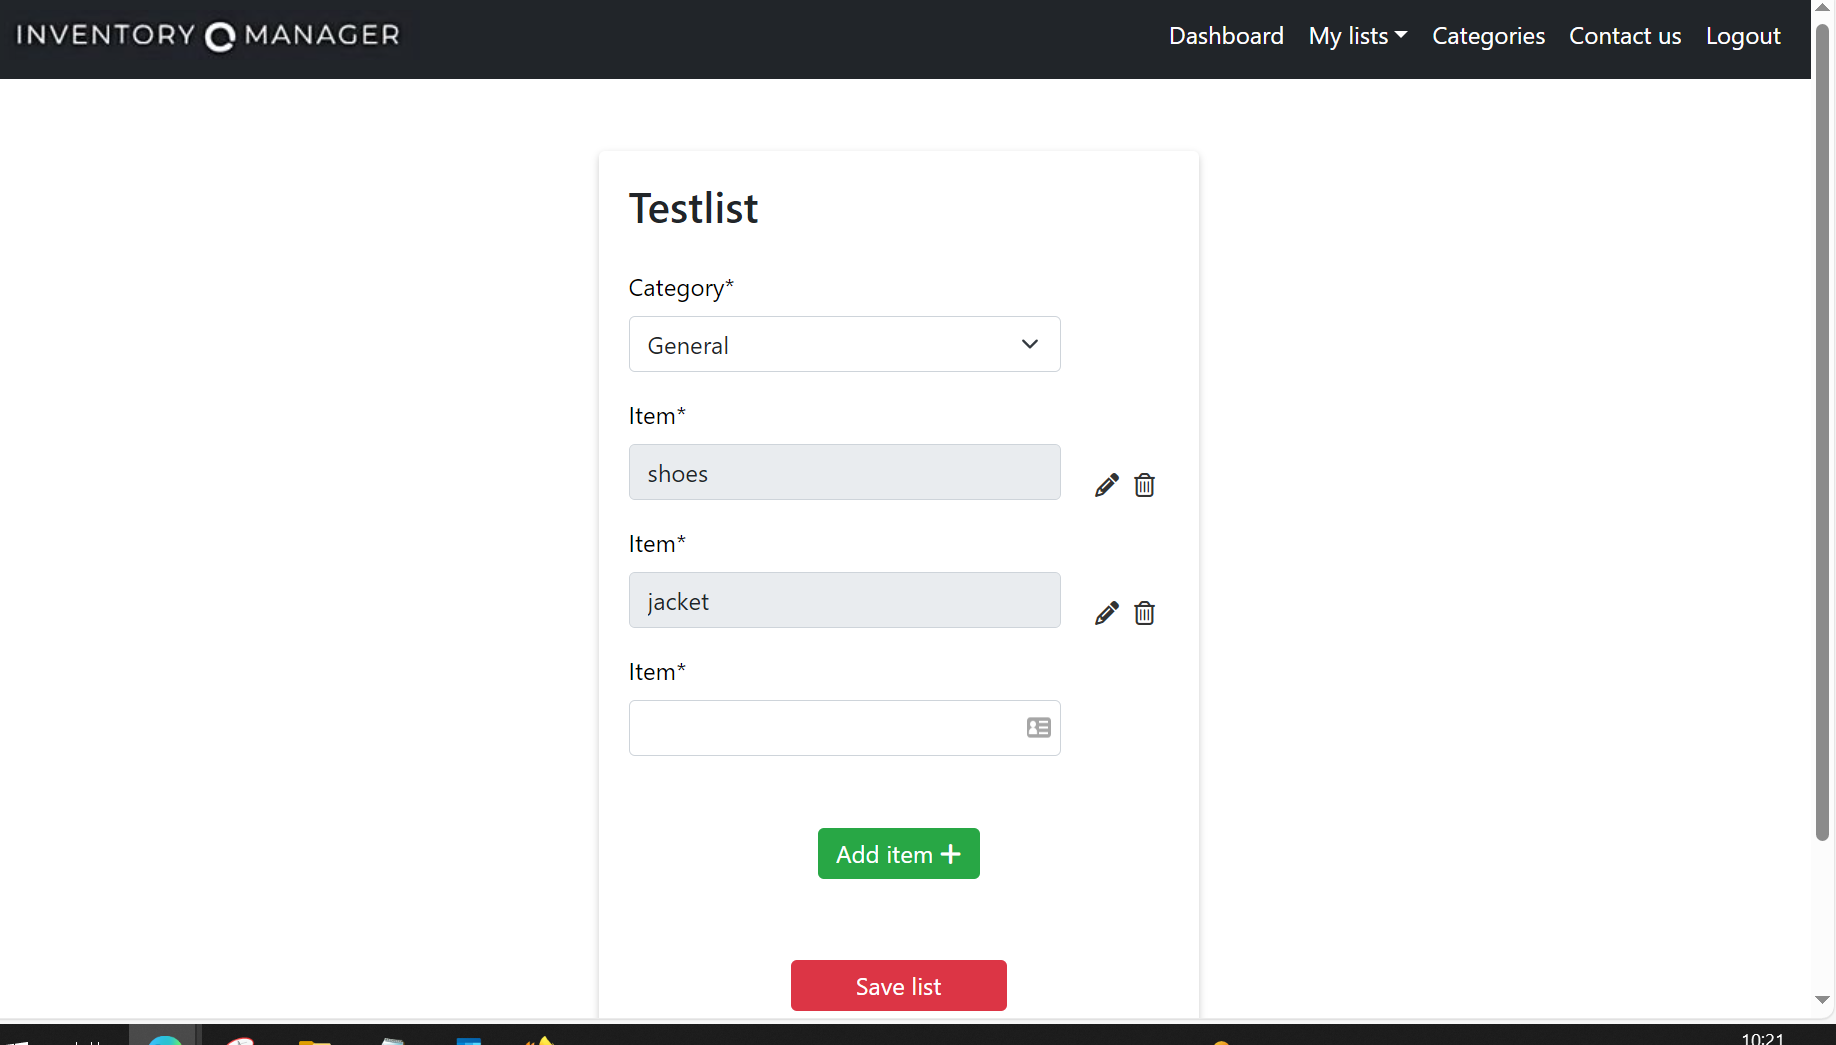 INVENTORY MANAGER
Dashboard My lists Categories Contact us Logout
Testlist
Category*
General
Item*
shoes
Item*
jacket
Item*
Add item
Save list
10:21